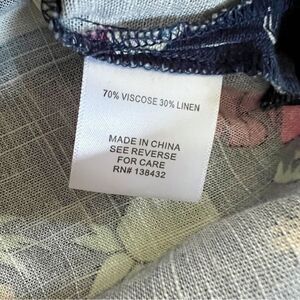 70% VISCOSE 30% LINEN
MADE IN CHINA
SEE REVERSE
FOR CARE
RN# 138432